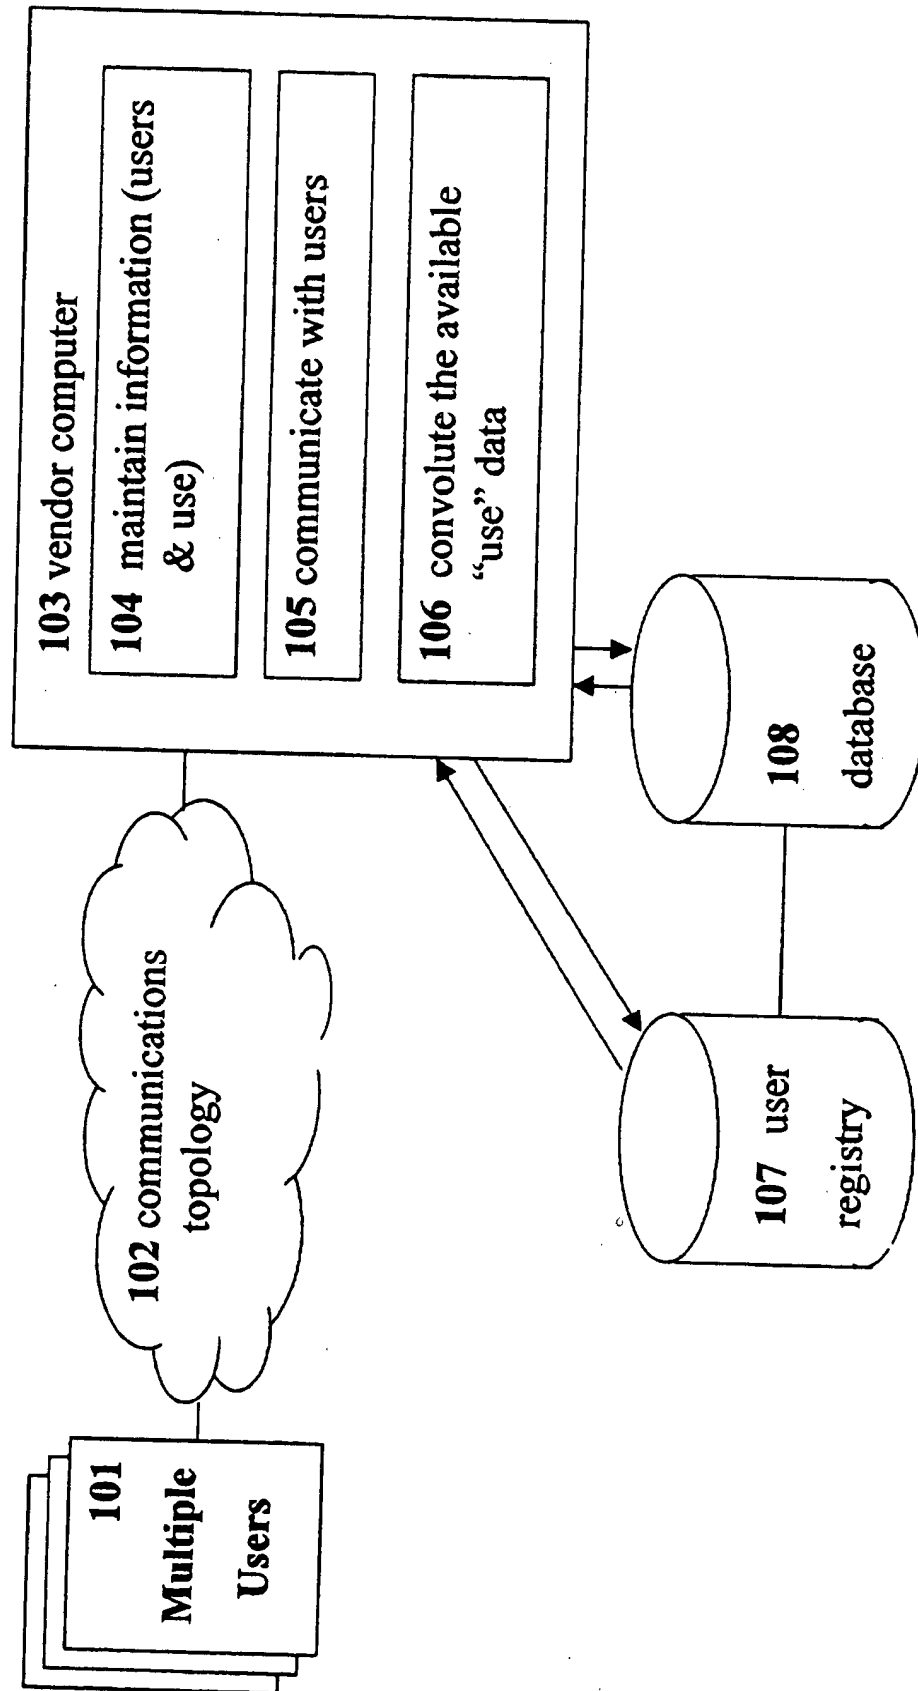 101
Multiple
Users
102 communications
topology
103 vendor computer
104 maintain information (users
& use)
105 communicate with users
106 convolute the available
“use” data
107 user
registry
108
database